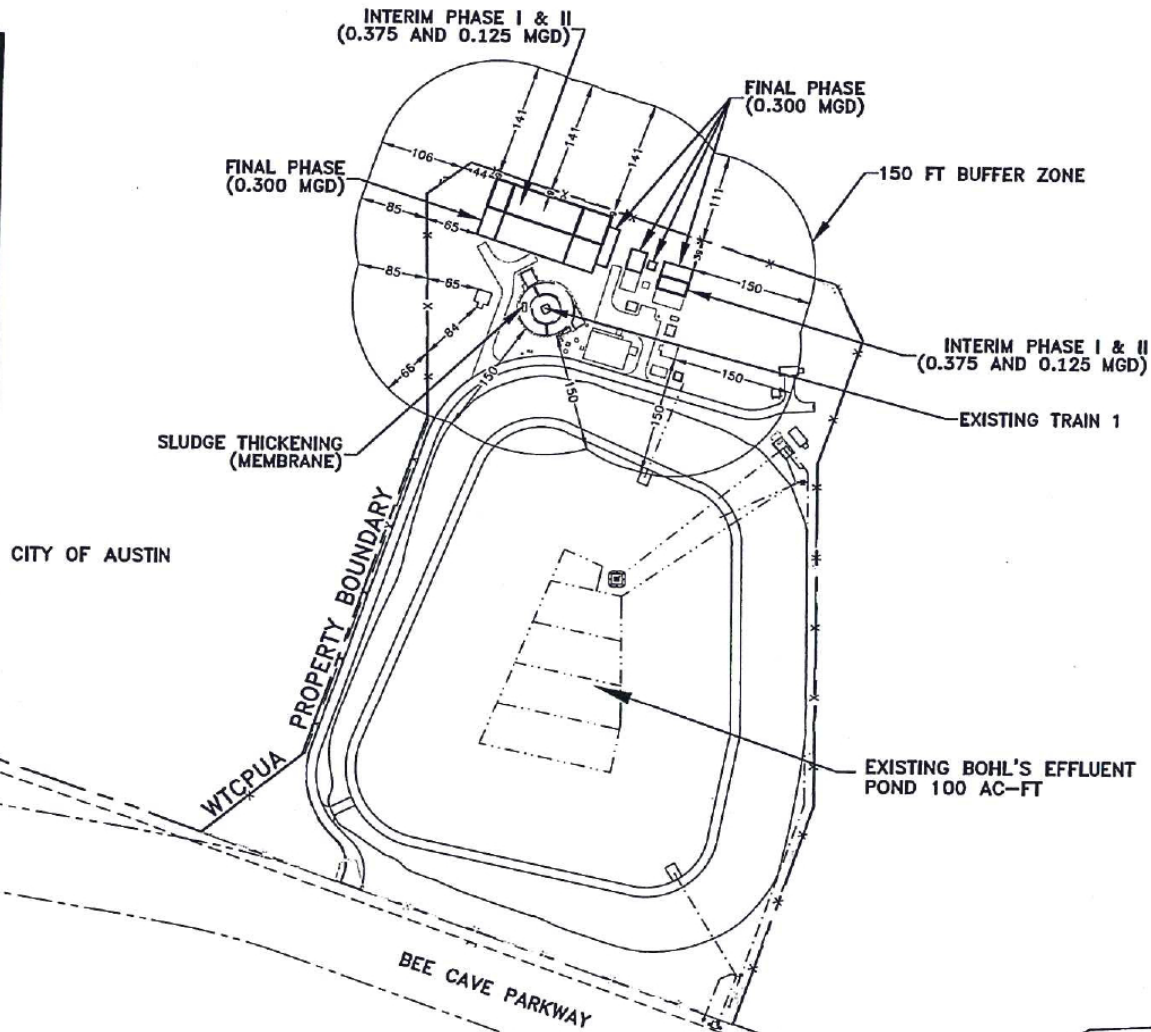 INTERIM PHASE I & II
(0.375 AND 0.125 MGD)
FINAL PHASE
(0.300 MGD)
141
141
141
111
106
44
FINAL PHASE
(0.300 MGD)
150 FT BUFFER ZONE
85
65
85
65
84
66
150
150
150
150
150
INTERIM PHASE I & II
(0.375 AND 0.125 MGD)
EXISTING TRAIN 1
SLUDGE THICKENING
(MEMBRANE)
CITY OF AUSTIN
PROPERTY BOUNDARY
WTCPUA
EXISTING BOHL'S EFFLUENT
POND 100 AC-FT
BEE CAVE PARKWAY